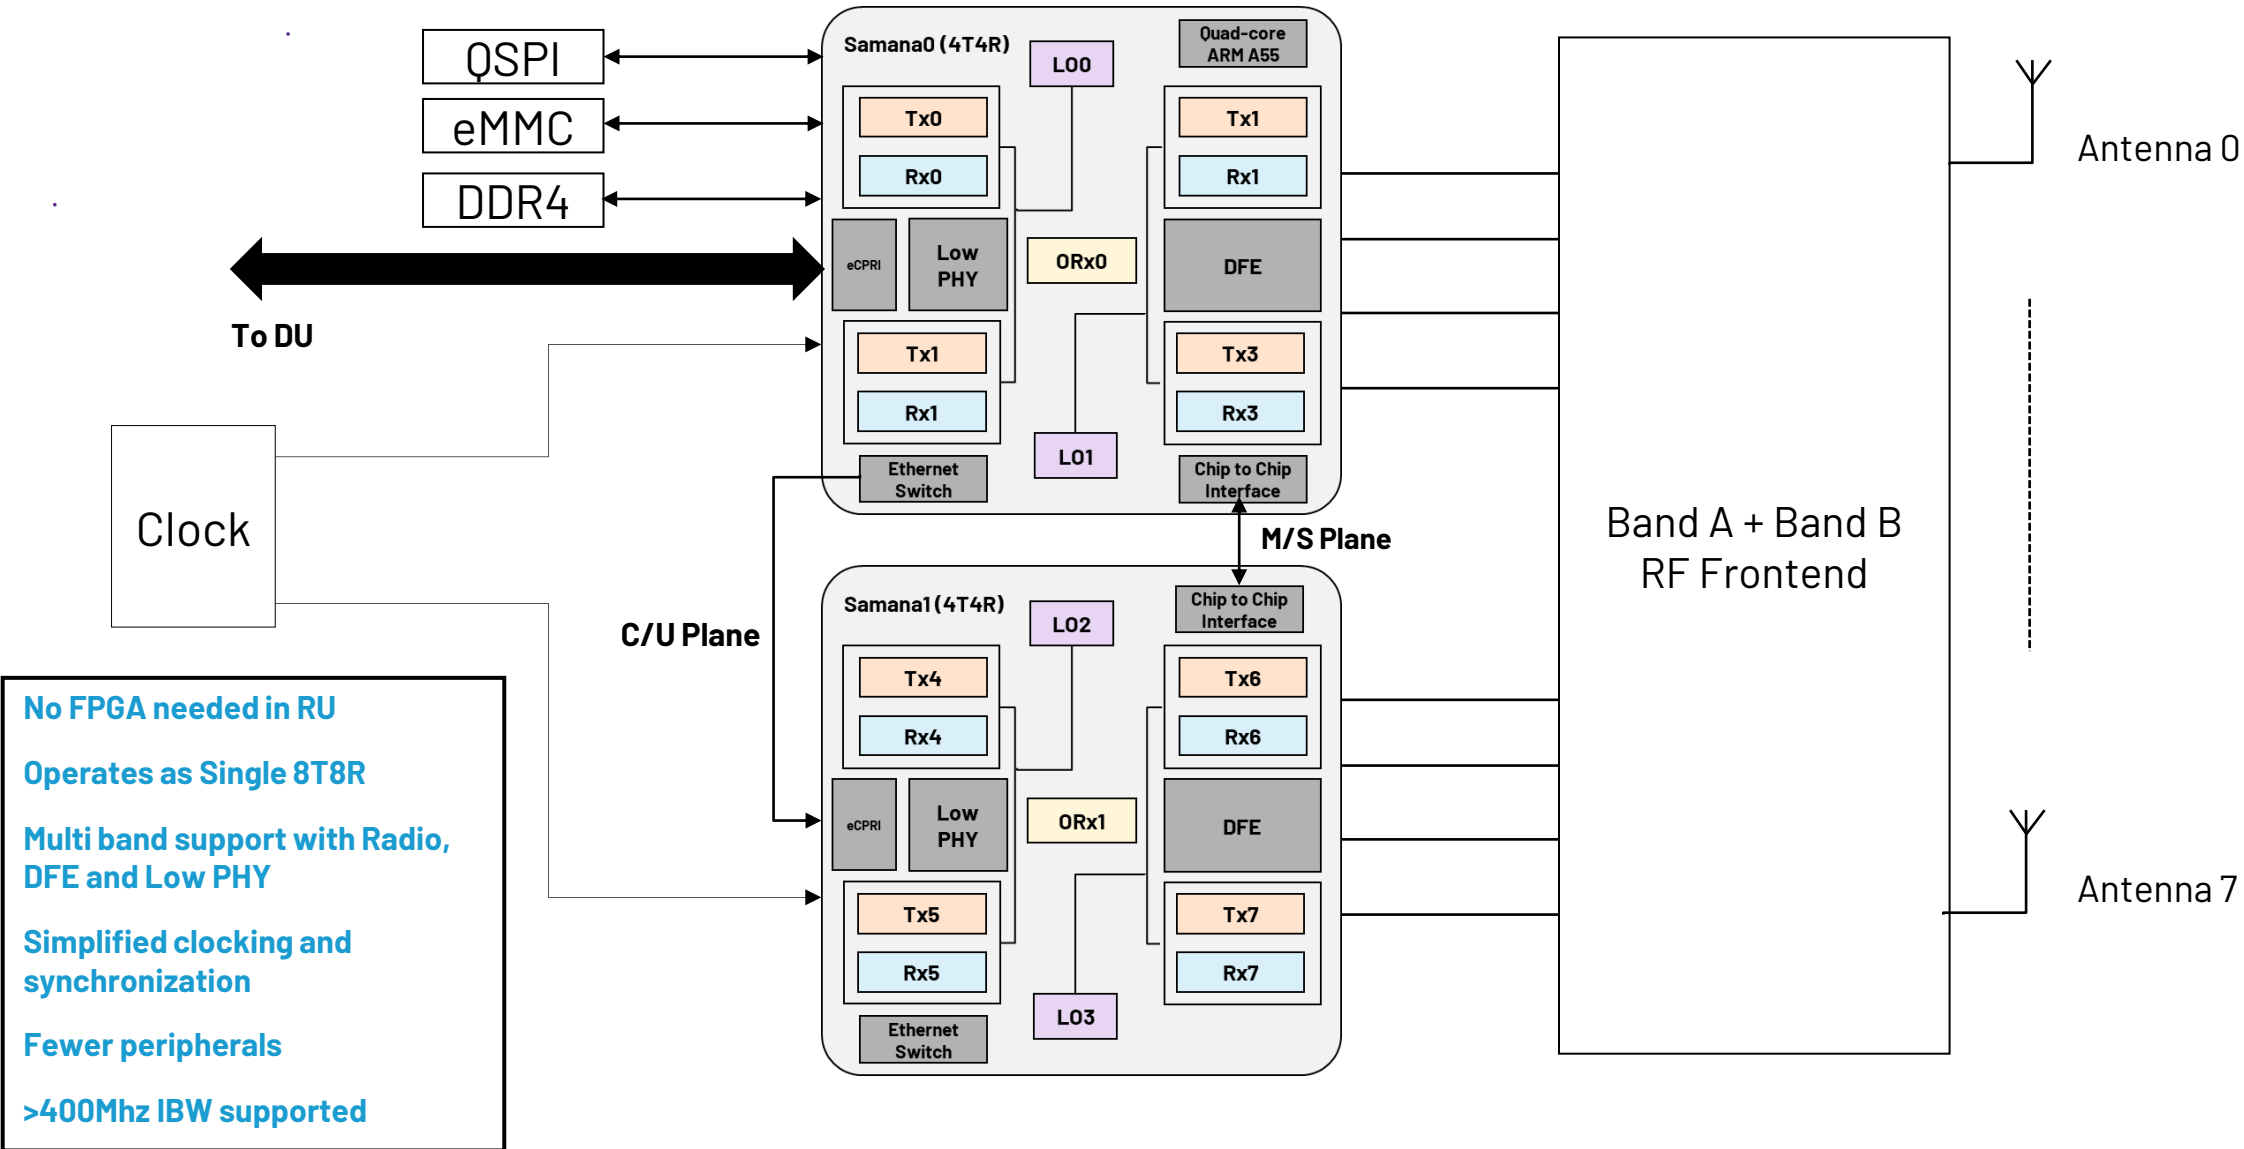 QSPI
eMMC
DDR4
To DU
Clock
C/U Plane
Samana0 (4T4R)
LO0
Quad-core
ARM A55
Tx0
Rx0
Tx1
Rx1
eCPRI
Low
PHY
ORx0
DFE
Tx1
Rx1
Tx3
Rx3
LO1
Ethernet
Switch
Chip to Chip
Interface
M/S Plane
Samana1 (4T4R)
LO2
Chip to Chip
Interface
Tx4
Rx4
Tx6
Rx6
eCPRI
Low
PHY
ORx1
DFE
Tx5
Rx5
Tx7
Rx7
LO3
Ethernet
Switch
Band A + Band B
RF Frontend
Antenna 0
Antenna 7
No FPGA needed in RU
Operates as Single 8T8R
Multi band support with Radio,
DFE and Low PHY
Simplified clocking and
synchronization
Fewer peripherals
>400Mhz IBW supported